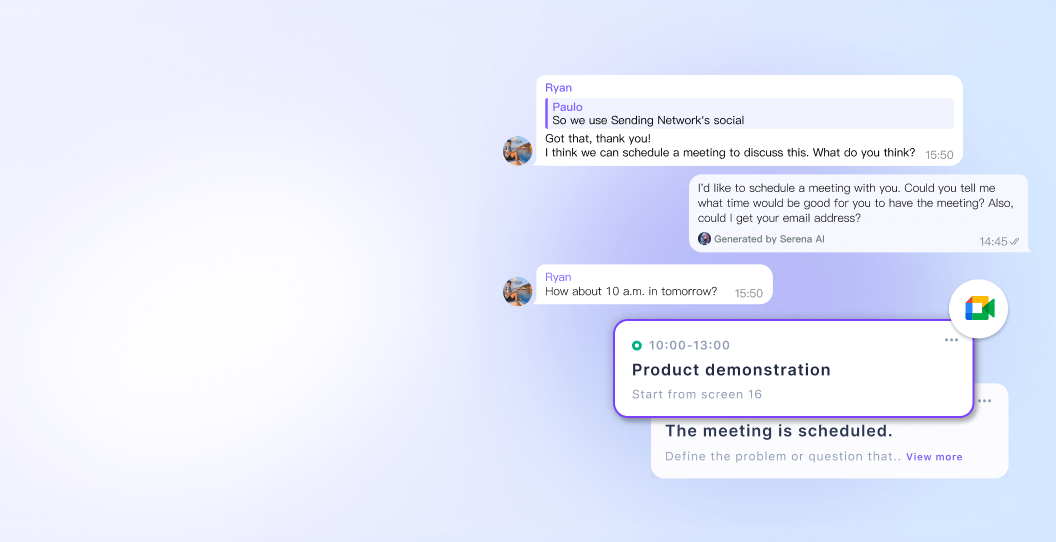 Ryan
Paulo
So we use Sending Network's social
Got that, thank you!
I think we can schedule a meeting to discuss this. What do you think?
15:50
I'd like to schedule a meeting with you. Could you tell me
what time would be good for you to have the meeting? Also,
could I get your email address?
Generated by Serena AI
14:45
Ryan
How about 10 a.m. in tomorrow?
15:50
10:00-13:00
Product demonstration
Start from screen 16
The meeting is scheduled.
Define the problem or question that.. View more